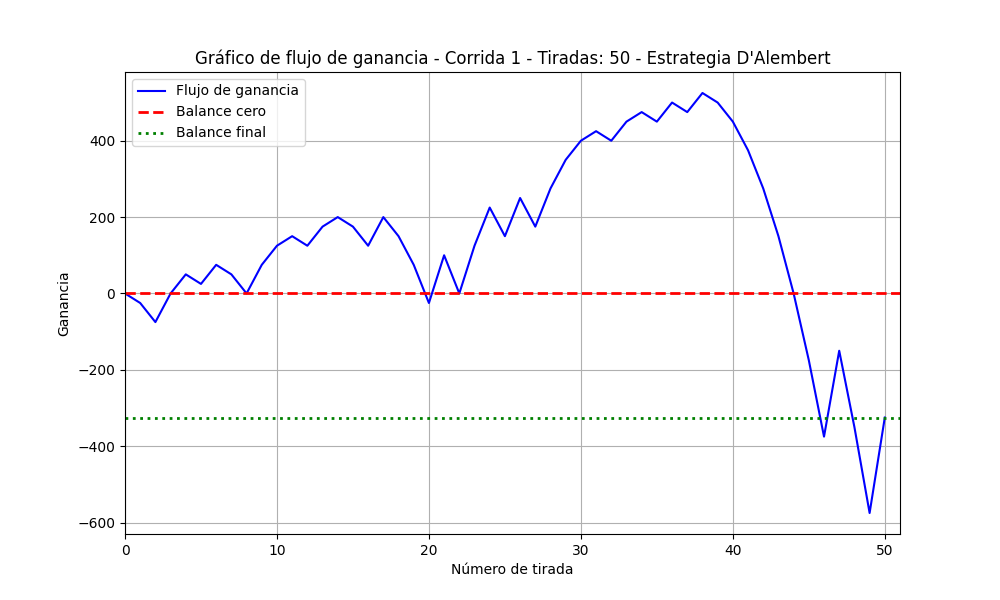 Gráfico de flujo de ganancia - Corrida 1 - Tiradas: 50 - Estrategia D'Alembert
Flujo de ganancia
Balance cero
Balance final
Ganancia
400
200
0
−200
−400
−600
0 10 20 30 40 50
Número de tirada